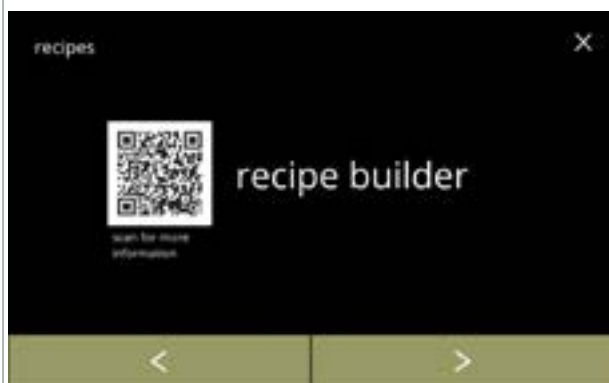 recipes
recipe builder
scan for more
information